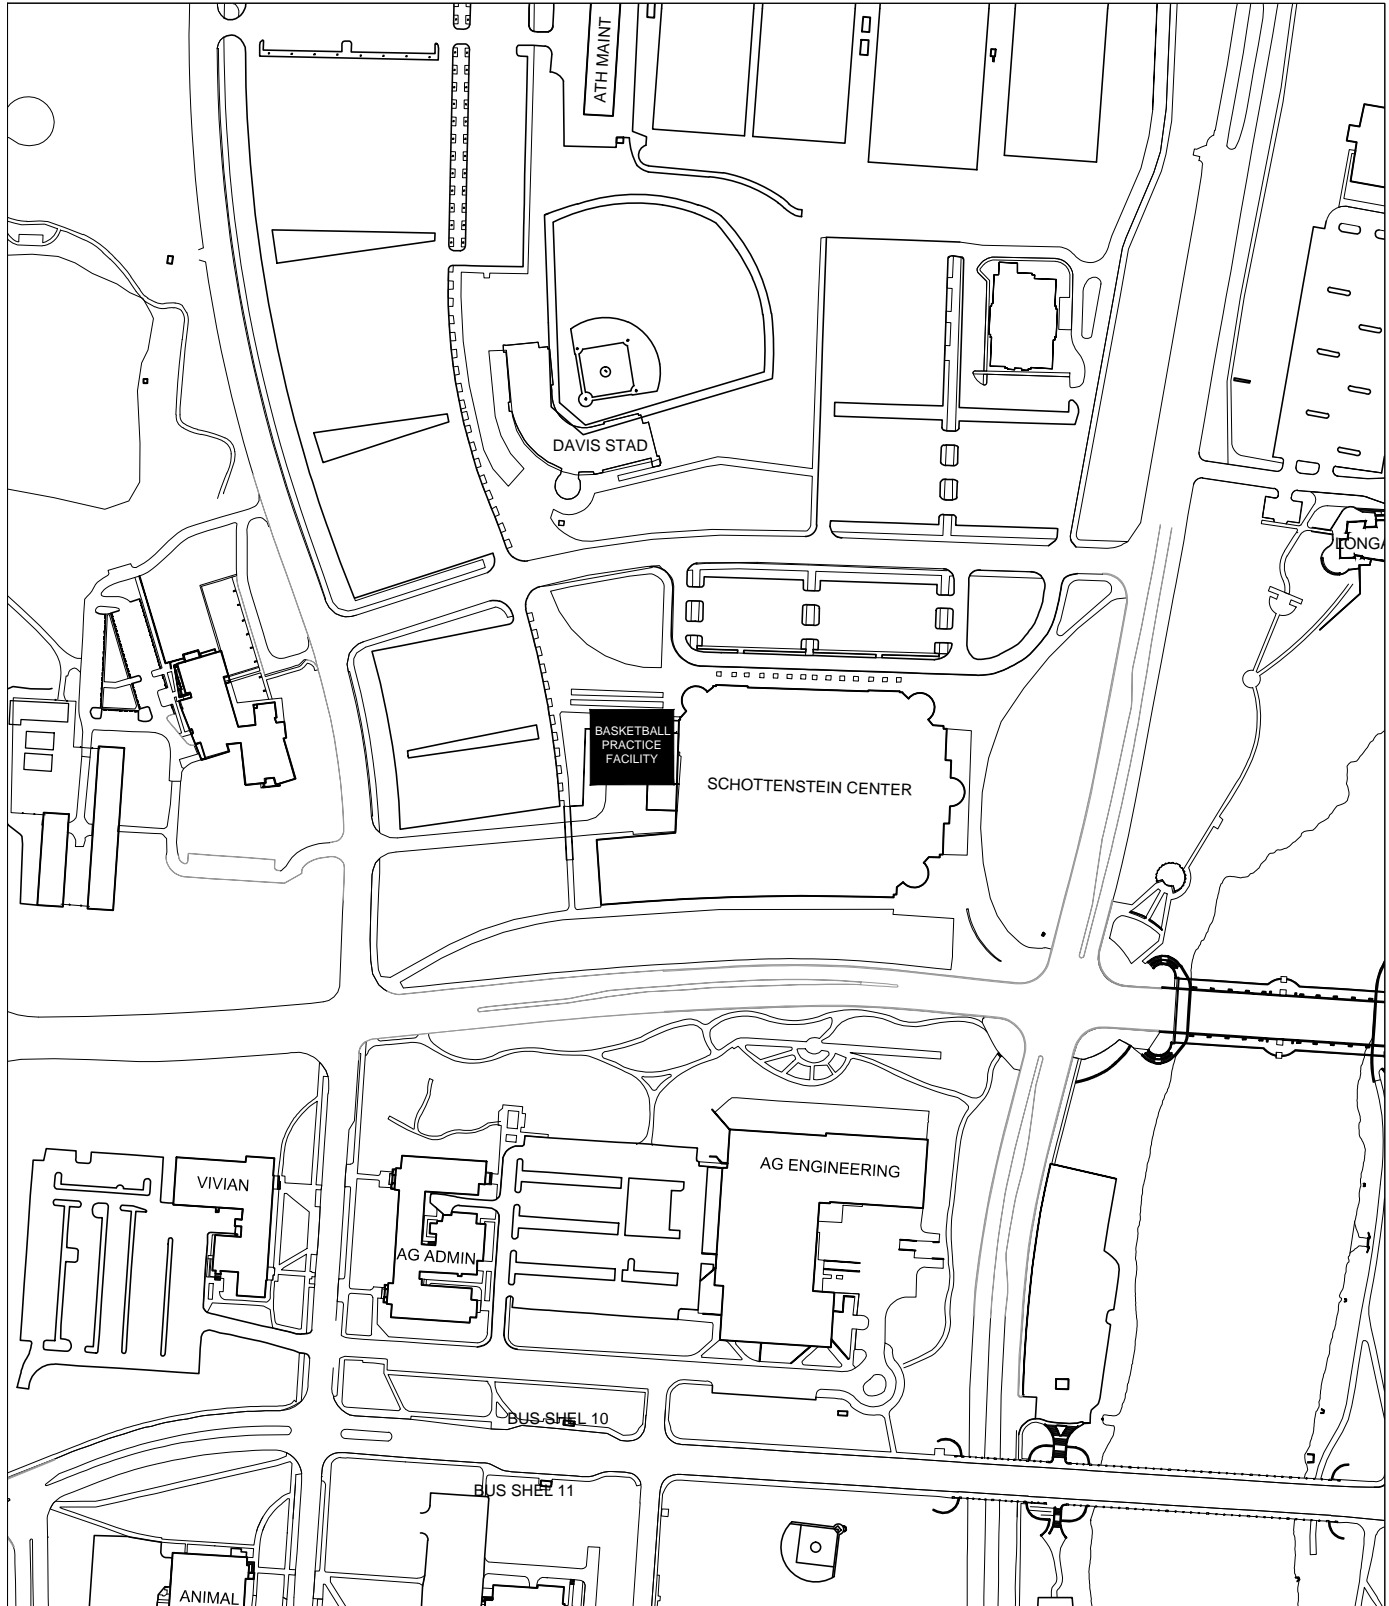 ATH MAINT
DAVIS STAD
LONGA
BASKETBALL
PRACTICE
FACILITY
SCHOTTENSTEIN CENTER
AG ENGINEERING
VIVIAN
AG ADMIN
BUS SHEL 10
BUS SHEL 11
ANIMAL